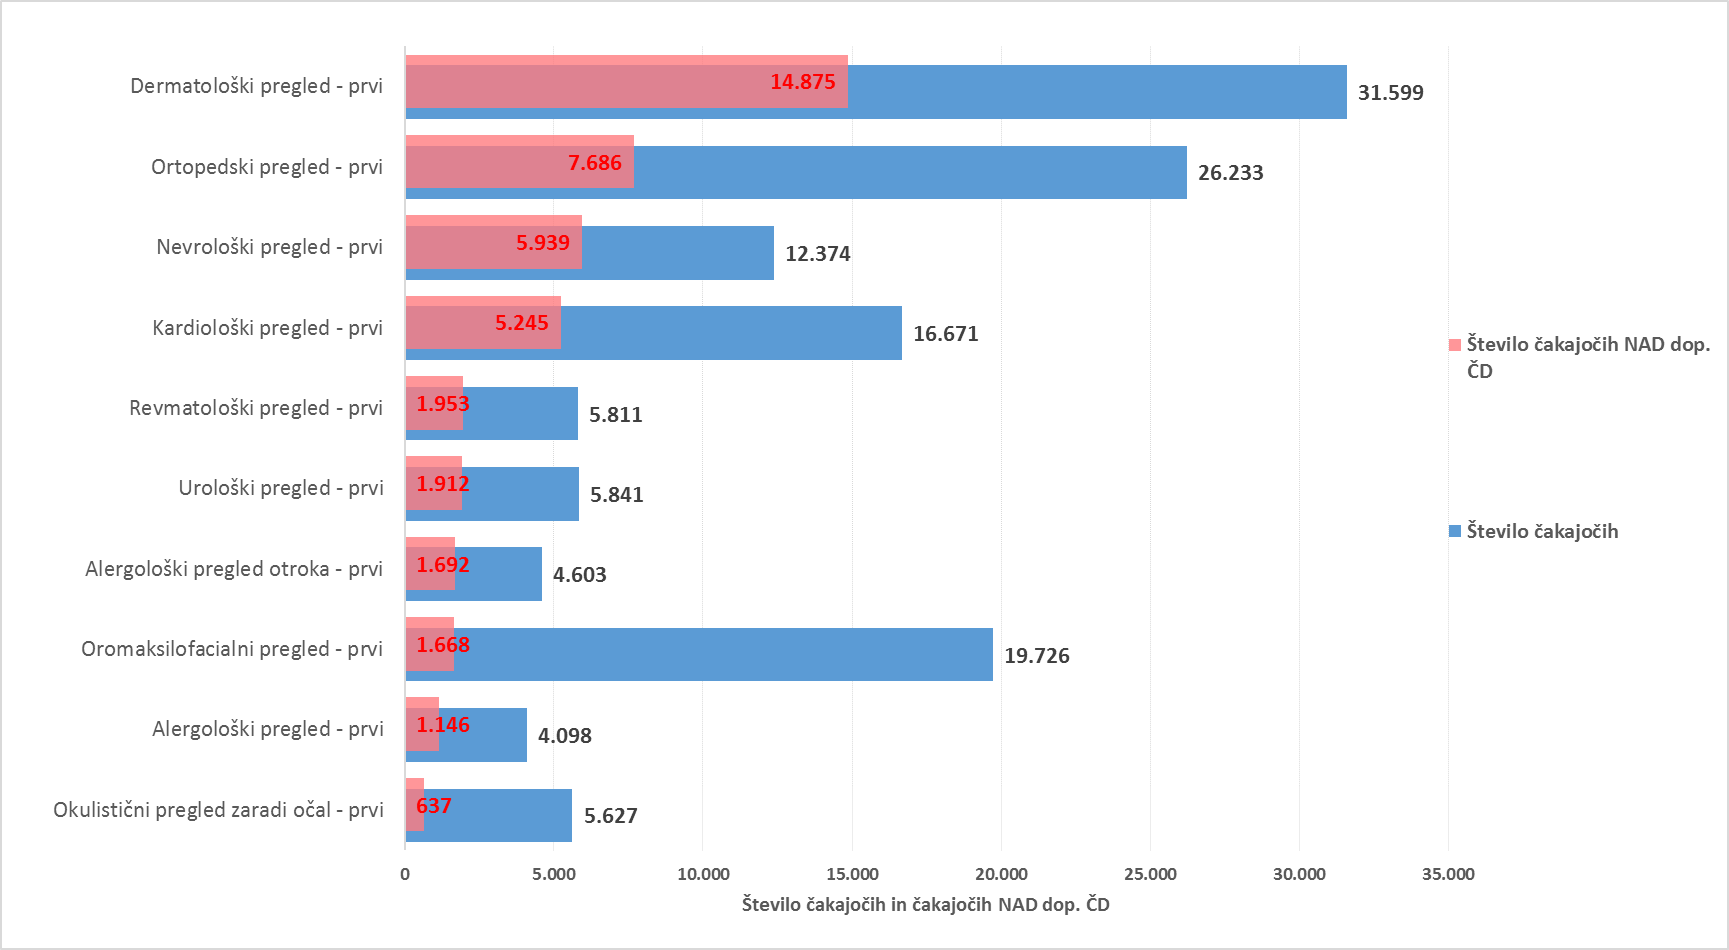 Dermatološki pregled - prvi
14.875
31.599
Ortopedski pregled - prvi
7.686
26.233
Nevrološki pregled - prvi
5.939
12.374
Kardiološki pregled - prvi
5.245
16.671
Revmatološki pregled - prvi
1.953
5.811
Urološki pregled - prvi
1.912
5.841
Alergološki pregled otroka - prvi
1.692
4.603
Oromaksilofacialni pregled - prvi
1.668
19.726
Alergološki pregled - prvi
1.146
4.098
Okulistični pregled zaradi očal - prvi
637
5.627
0 5.000 10.000 15.000 20.000 25.000 30.000 35.000
Število čakajočih in čakajočih NAD dop. ČD
Število čakajočih NAD dop.
ČD
Število čakajočih